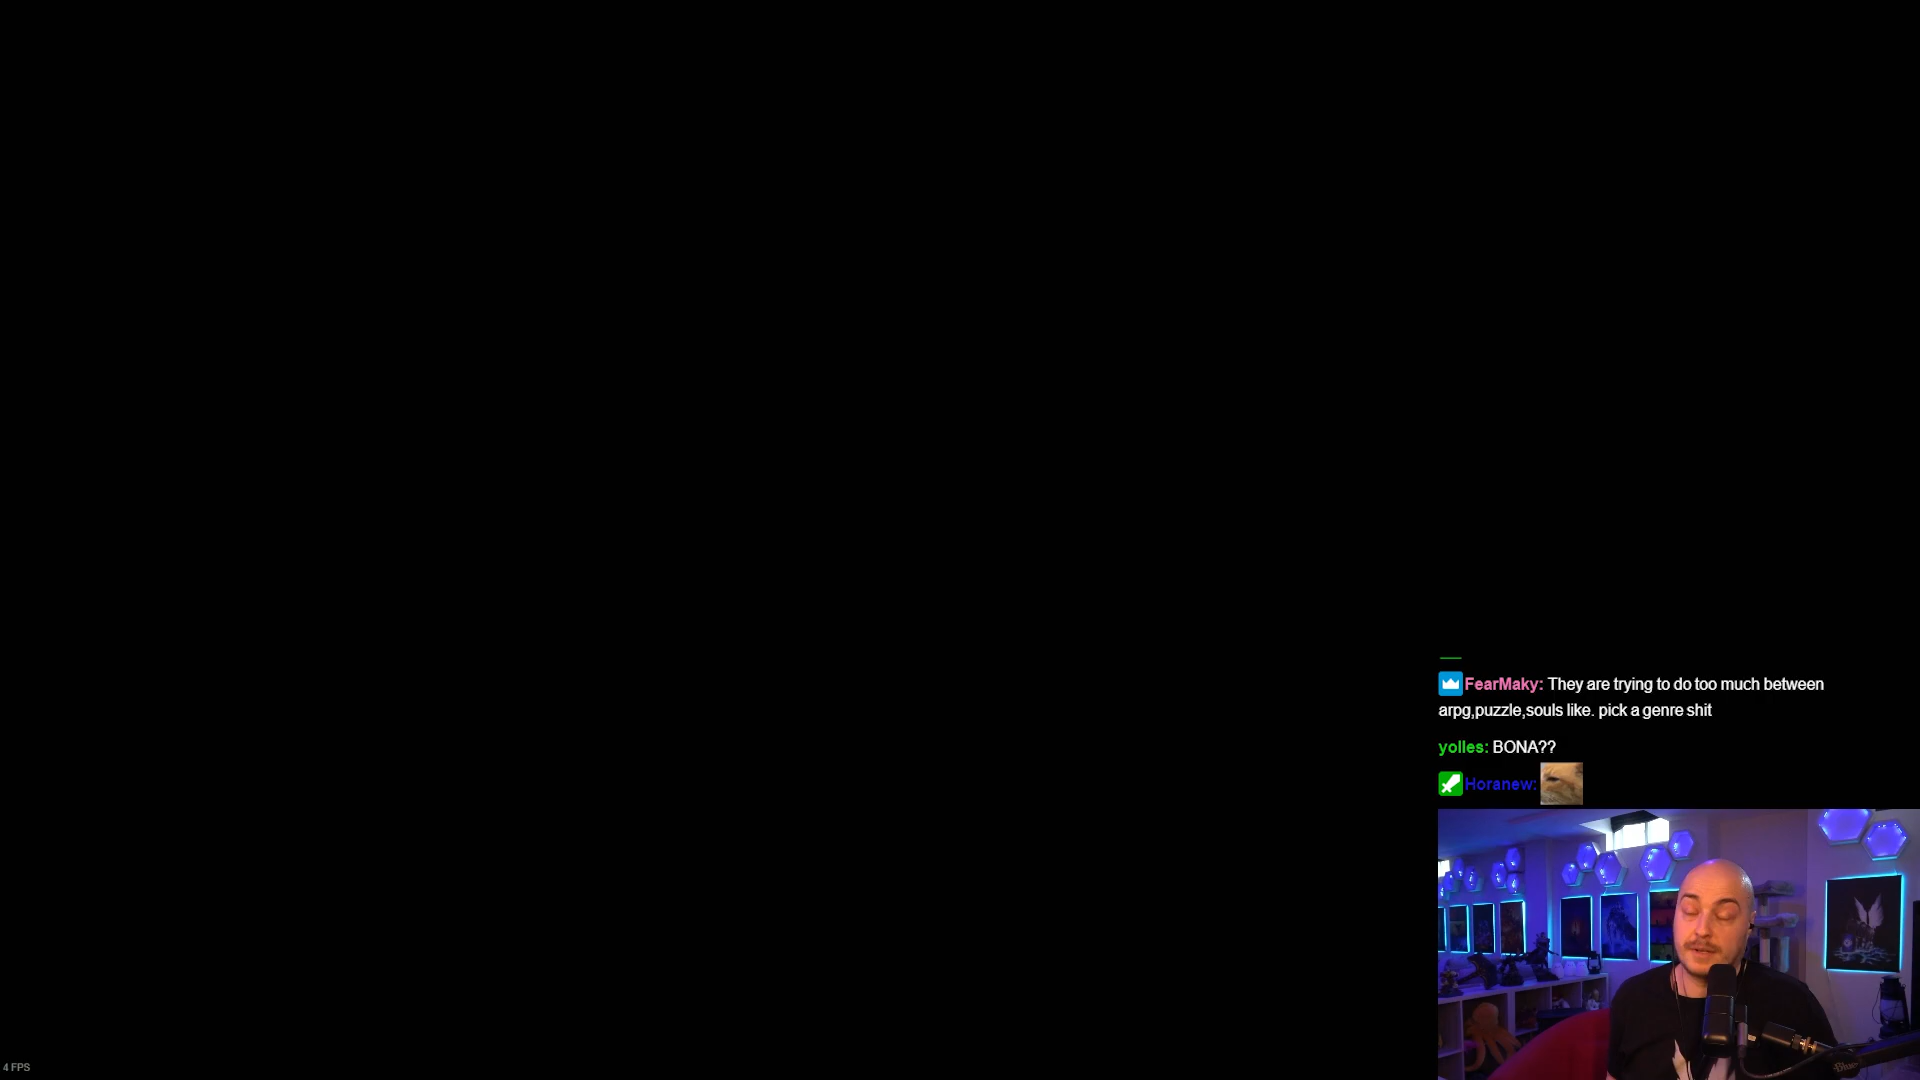 FearMaky: They are trying to do too much between
arpg,puzzle,souls like. pick a genre shit
yolles: BONA??
Horanew:
4 FPS